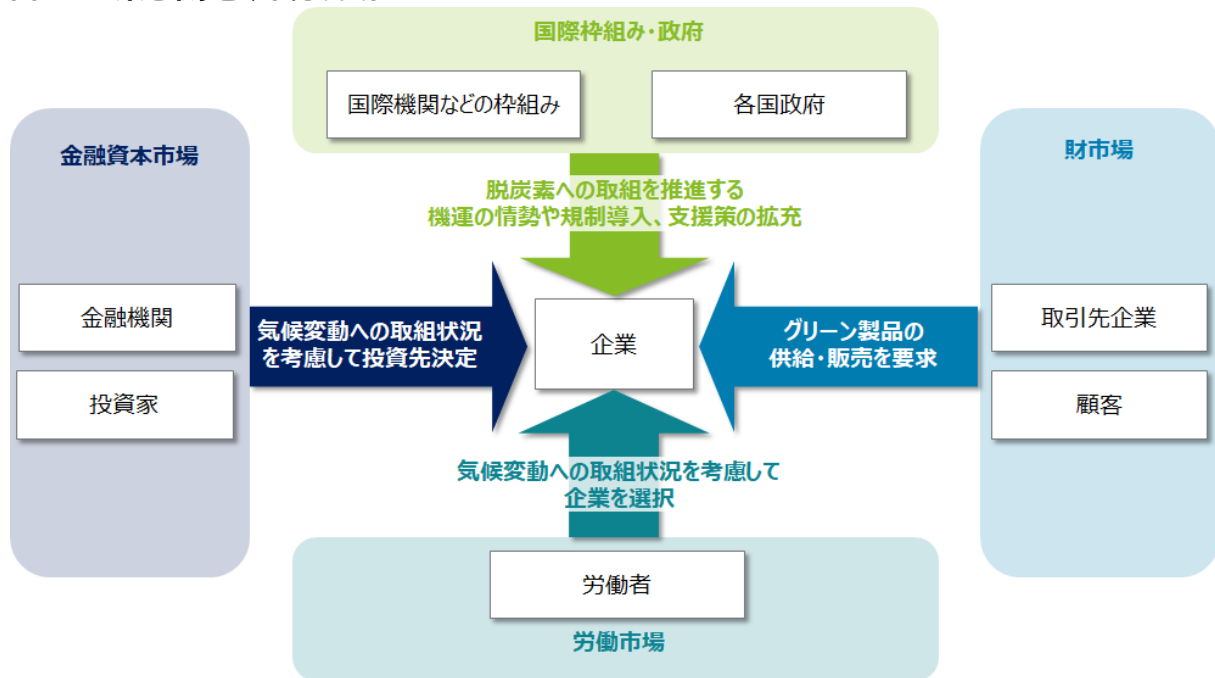 国際枠組み・政府
国際機関などの枠組み
各国政府
金融資本市場
財市場
脱炭素への取組を推進する
機運の情勢や規制導入、支援策の拡充
金融機関
投資家
気候変動への取組状況
を考慮して投資先決定
企業
グリーン製品の
供給・販売を要求
取引先企業
顧客
気候変動への取組状況を考慮して
企業を選択
労働者
労働市場